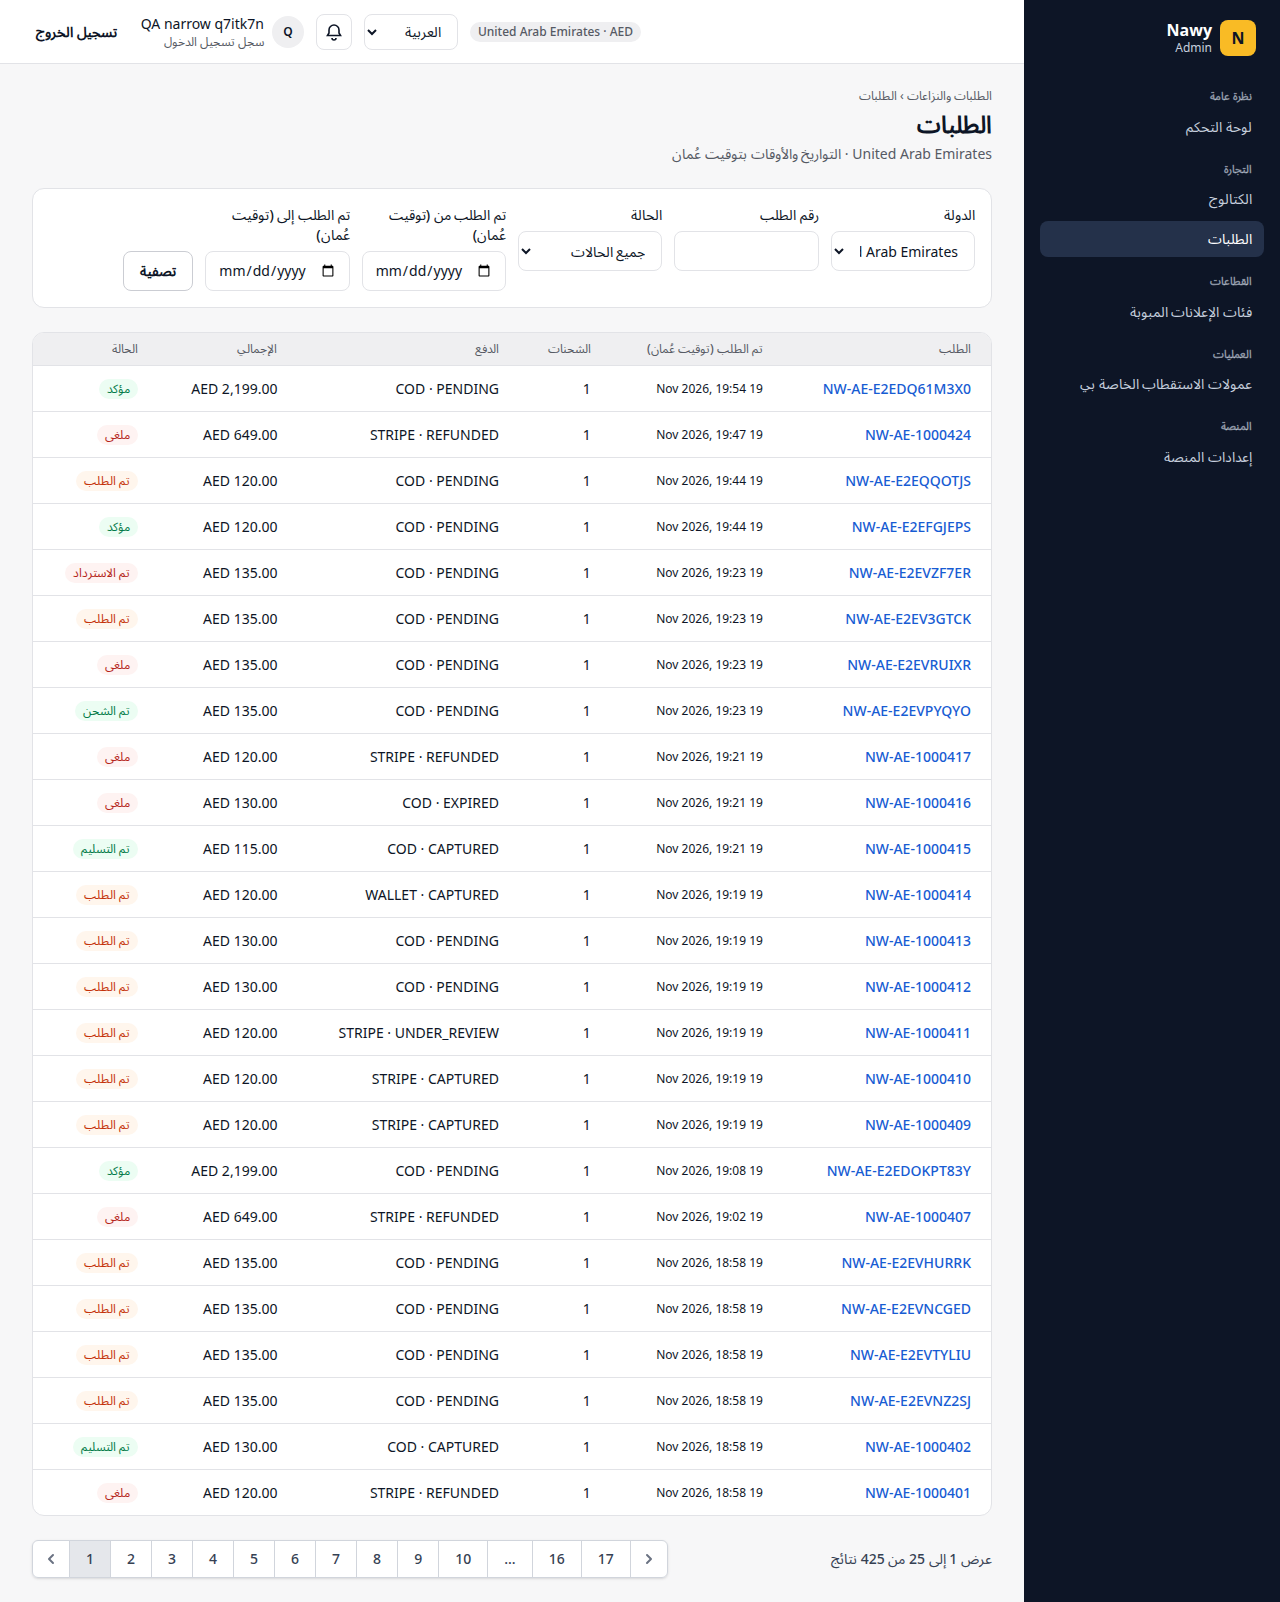 Nawy
Admin
N
نظرة عامة
لوحة التحكم
التجارة
الكتالوج
الطلبات
القطاعات
فئات الإعلانات المبوبة
العمليات
عمولات الاستقطاب الخاصة بي
المنصة
إعدادات المنصة
United Arab Emirates · AED
العربية
Q
QA narrow q7itk7n
سجل تسجيل الدخول
تسجيل الخروج
الطلبات والنزاعات › الطلبات
الطلبات
United Arab Emirates · التواريخ والأوقات بتوقيت عُمان
الدولة
l Arab Emirates
رقم الطلب
الحالة
جميع الحالات
تم الطلب من (توقيت عُمان)
mm/dd/yyyy
تم الطلب إلى (توقيت عُمان)
mm/dd/yyyy
تصفية
الطلب تم الطلب (توقيت عُمان) الشحنات الدفع الإجمالي الحالة
NW-AE-E2EDQ61M3X0 19 Nov 2026, 19:54 1 COD · PENDING AED 2,199.00 مؤكد
NW-AE-1000424 19 Nov 2026, 19:47 1 STRIPE · REFUNDED AED 649.00 ملغى
NW-AE-E2EQQOTJS 19 Nov 2026, 19:44 1 COD · PENDING AED 120.00 تم الطلب
NW-AE-E2EFGJEPS 19 Nov 2026, 19:44 1 COD · PENDING AED 120.00 مؤكد
NW-AE-E2EVZF7ER 19 Nov 2026, 19:23 1 COD · PENDING AED 135.00 تم الاسترداد
NW-AE-E2EV3GTCK 19 Nov 2026, 19:23 1 COD · PENDING AED 135.00 تم الطلب
NW-AE-E2EVRUIXR 19 Nov 2026, 19:23 1 COD · PENDING AED 135.00 ملغى
NW-AE-E2EVPYQYO 19 Nov 2026, 19:23 1 COD · PENDING AED 135.00 تم الشحن
NW-AE-1000417 19 Nov 2026, 19:21 1 STRIPE · REFUNDED AED 120.00 ملغى
NW-AE-1000416 19 Nov 2026, 19:21 1 COD · EXPIRED AED 130.00 ملغى
NW-AE-1000415 19 Nov 2026, 19:21 1 COD · CAPTURED AED 115.00 تم التسليم
NW-AE-1000414 19 Nov 2026, 19:19 1 WALLET · CAPTURED AED 120.00 تم الطلب
NW-AE-1000413 19 Nov 2026, 19:19 1 COD · PENDING AED 130.00 تم الطلب
NW-AE-1000412 19 Nov 2026, 19:19 1 COD · PENDING AED 130.00 تم الطلب
NW-AE-1000411 19 Nov 2026, 19:19 1 STRIPE · UNDER_REVIEW AED 120.00 تم الطلب
NW-AE-1000410 19 Nov 2026, 19:19 1 STRIPE · CAPTURED AED 120.00 تم الطلب
NW-AE-1000409 19 Nov 2026, 19:19 1 STRIPE · CAPTURED AED 120.00 تم الطلب
NW-AE-E2EDOKPT83Y 19 Nov 2026, 19:08 1 COD · PENDING AED 2,199.00 مؤكد
NW-AE-1000407 19 Nov 2026, 19:02 1 STRIPE · REFUNDED AED 649.00 ملغى
NW-AE-E2EVHURRK 19 Nov 2026, 18:58 1 COD · PENDING AED 135.00 تم الطلب
NW-AE-E2EVNCGED 19 Nov 2026, 18:58 1 COD · PENDING AED 135.00 تم الطلب
NW-AE-E2EVTYLIU 19 Nov 2026, 18:58 1 COD · PENDING AED 135.00 تم الطلب
NW-AE-E2EVNZ2SJ 19 Nov 2026, 18:58 1 COD · PENDING AED 135.00 تم الطلب
NW-AE-1000402 19 Nov 2026, 18:58 1 COD · CAPTURED AED 130.00 تم التسليم
NW-AE-1000401 19 Nov 2026, 18:58 1 STRIPE · REFUNDED AED 120.00 ملغى
عرض 1 إلى 25 من 425 نتائج
1 2 3 4 5 6 7 8 9 10 ... 16 17